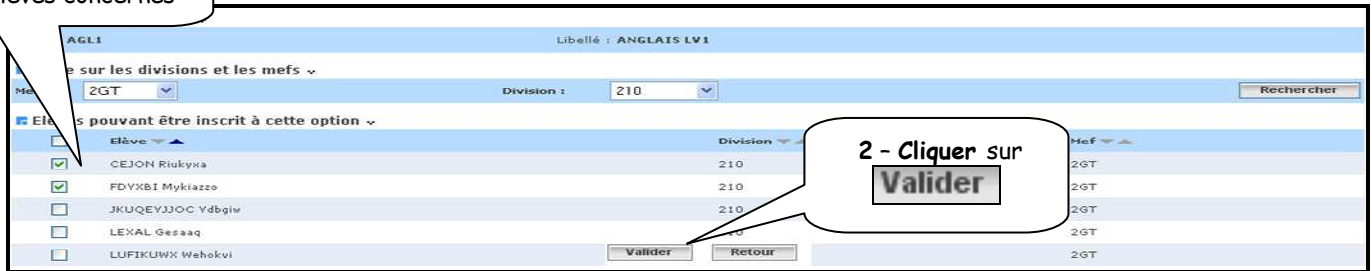 élèves concernés
AGL1 Libellé : ANGLAIS LV1
sur les divisions et les mefs
2GT Division : 210 Rechercher
pouvant être inscrit à cette option
Elève Division Mef
CEJON Riukyxa 210 2GT
FDYXBI Mykiazzo 210 2GT
JKUQEYJJOC Ydbgiw 210 2GT
LEXAL Gesaaq 2GT
LUFIKUWX Wehokvi Valider Retour 2GT
2 – Cliquer sur
Valider